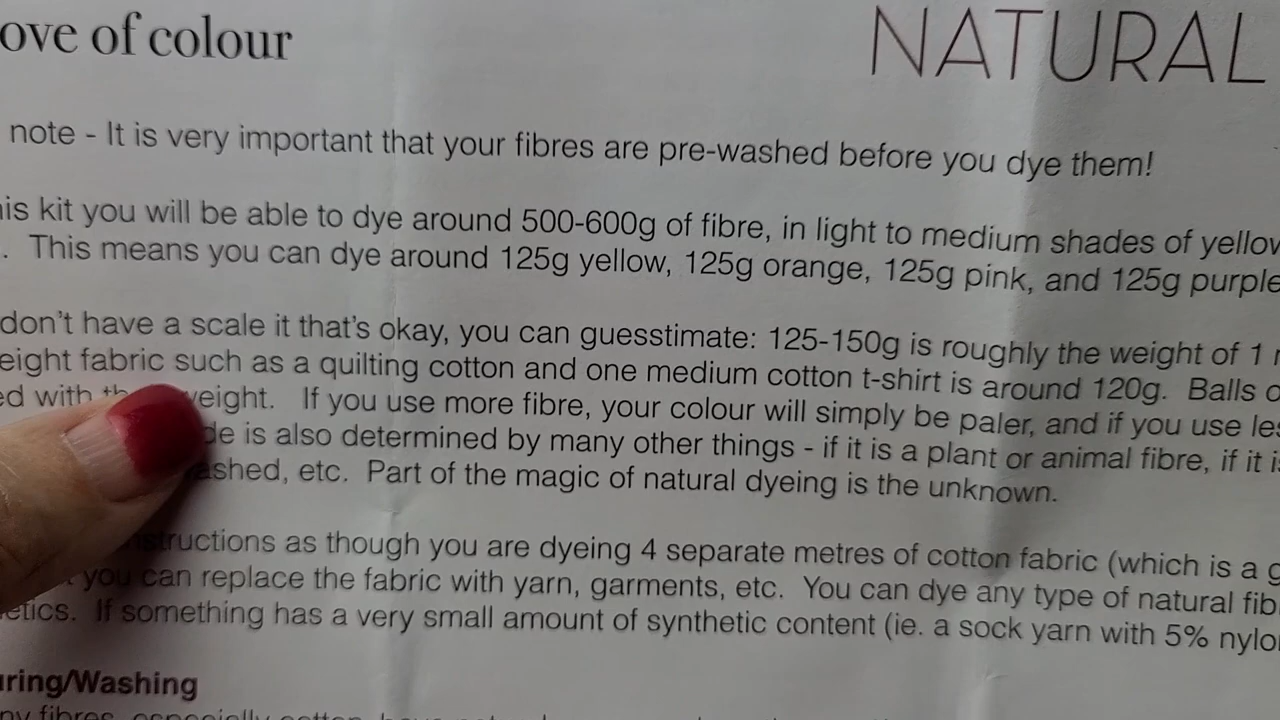 ove of colour
NATURAL
note - It is very important that your fibres are pre-washed before you dye them!
his kit you will be able to dye around 500-600g of fibre, in light to medium shades of yellow
. This means you can dye around 125g yellow, 125g orange, 125g pink, and 125g purple
don't have a scale it that's okay, you can guesstimate: 125-150g is roughly the weight of 1
eight fabric such as a quilting cotton and one medium cotton t-shirt is around 120g. Balls o
ed with weight. If you use more fibre, your colour will simply be paler, and if you use les
de is also determined by many other things - if it is a plant or animal fibre, if it is
ashed, etc. Part of the magic of natural dyeing is the unknown.
structions as though you are dyeing 4 separate metres of cotton fabric (which is a g
you can replace the fabric with yarn, garments, etc. You can dye any type of natural fib
etics. If something has a very small amount of synthetic content (ie. a sock yarn with 5% nylo
uring/Washing
ny fibres, especially cotton,